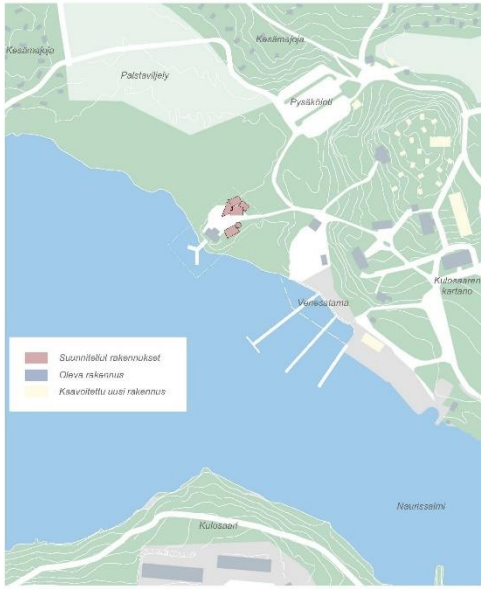 Kesämajoja
Kesämajoja
Palstaviljely
Pysäköinti
Kulosaaren
kartano
Venesatama
Suunnitellut rakennukset
Oleva rakennus
Kaavoitettu uusi rakennus
Naurissalmi
Kulosaari